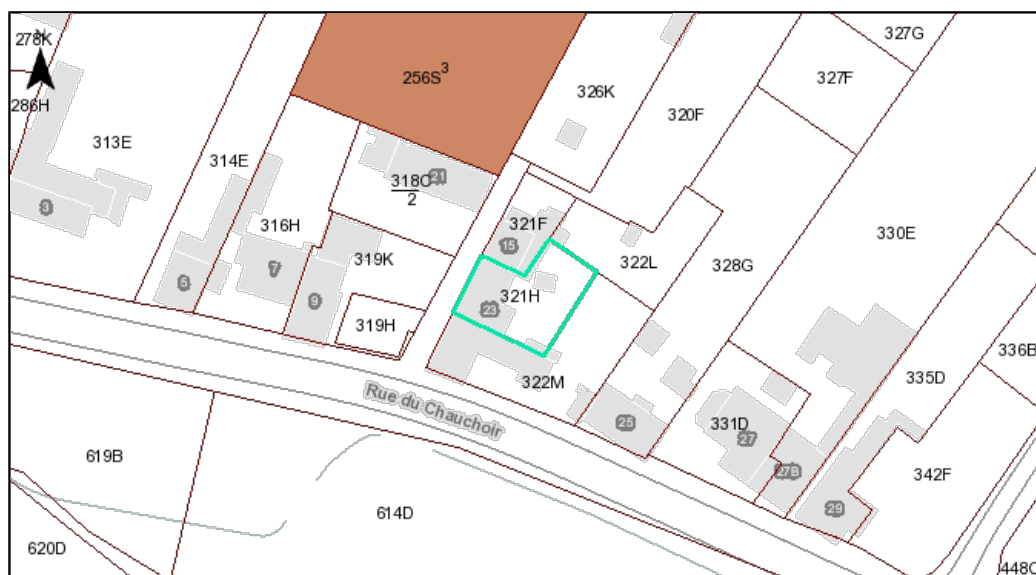 278K
N
286H
313E
3
314E
5
316H
7
9
256S³
318C
2
21
319K
319H
326K
320F
327F
327G
321F
15
321H
23
322L
322M
328G
330E
25
331D
27
27B
29
335D
336B
342F
Rue du Chauchoir
619B
614D
620D